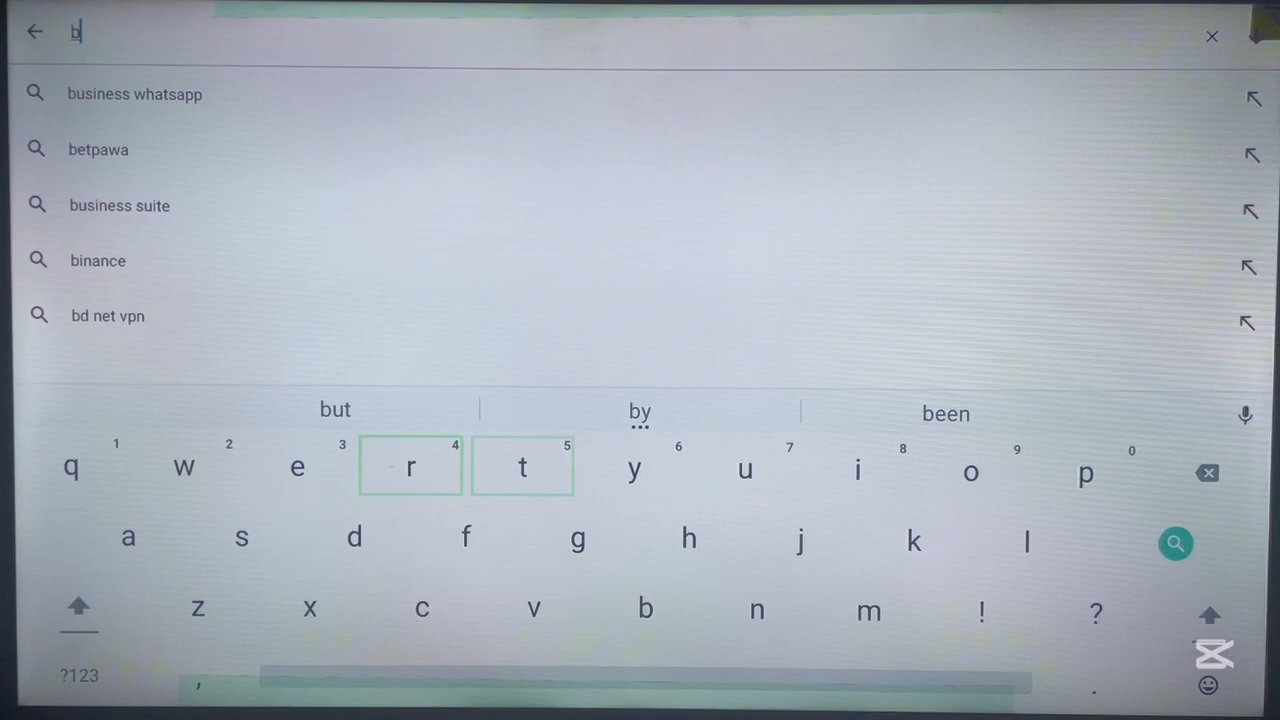 b
business whatsapp
betpawa
business suite
binance
bd net vpn
but by been
1 2 3 4 5 6 7 8 9 0
q w e r t y u i o p
a s d f g h j k l
z x c v b n m ! ?
?123 , .